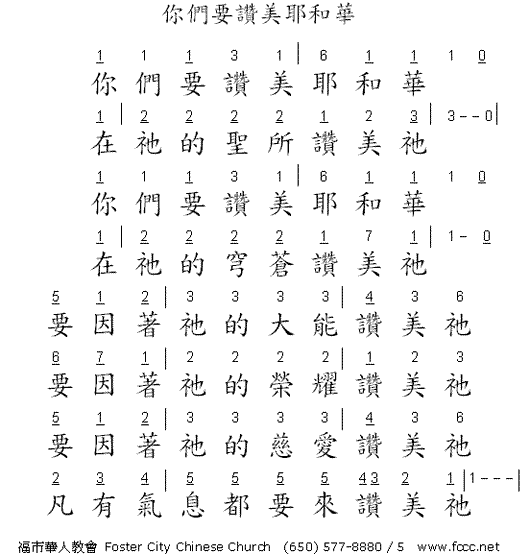 你們要讚美耶和華
1 1 1 3 1 | 6 1 1 1 0
你們要讚美耶和華
1 | 2 2 2 2 1 2 3 | 3 - - 0 |
在祂的聖所讚美祂
1 1 1 3 1 | 6 1 1 1 0
你們要讚美耶和華
1 | 2 2 2 2 1 7 1 | 1 - 0
在祂的穹蒼讚美祂
5 1 2 | 3 3 3 3 | 4 3 6
要因著祂的大能讚美祂
6 7 1 | 2 2 2 2 | 1 2 3
要因著祂的榮耀讚美祂
5 1 2 | 3 3 3 3 | 4 3 6
要因著祂的慈愛讚美祂
2 3 4 | 5 5 5 5 43 2 1 | 1 - - - |
凡有氣息都要來讚美祂
福市華人教會 Foster City Chinese Church (650) 577-8880 / 5 www.fccc.net